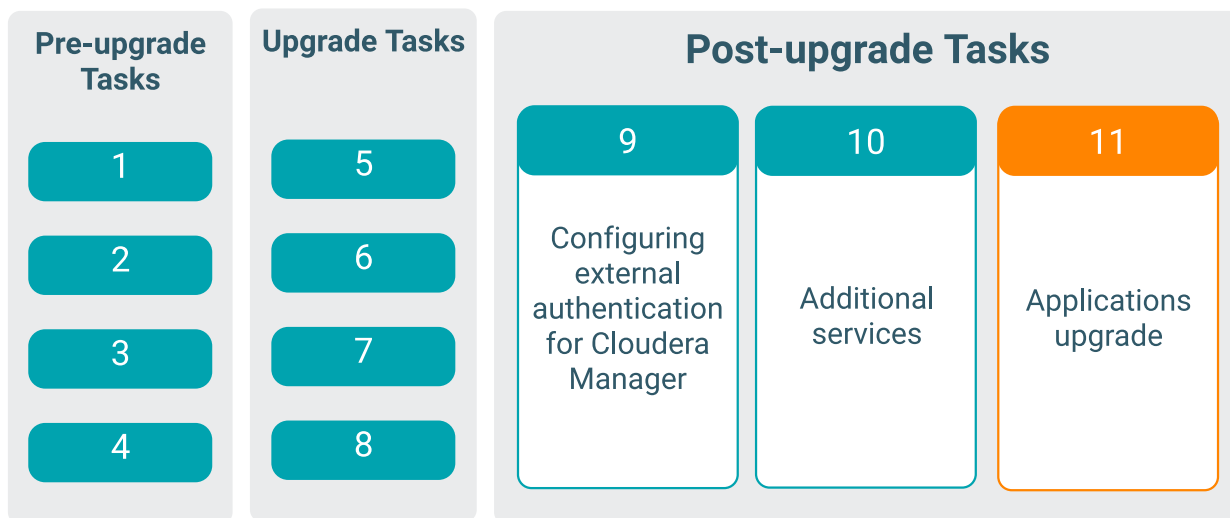 Pre-upgrade
Tasks
1
2
3
4
Upgrade Tasks
5
6
7
8
Post-upgrade Tasks
9
Configuring
external
authentication
for Cloudera
Manager
10
Additional
services
11
Applications
upgrade